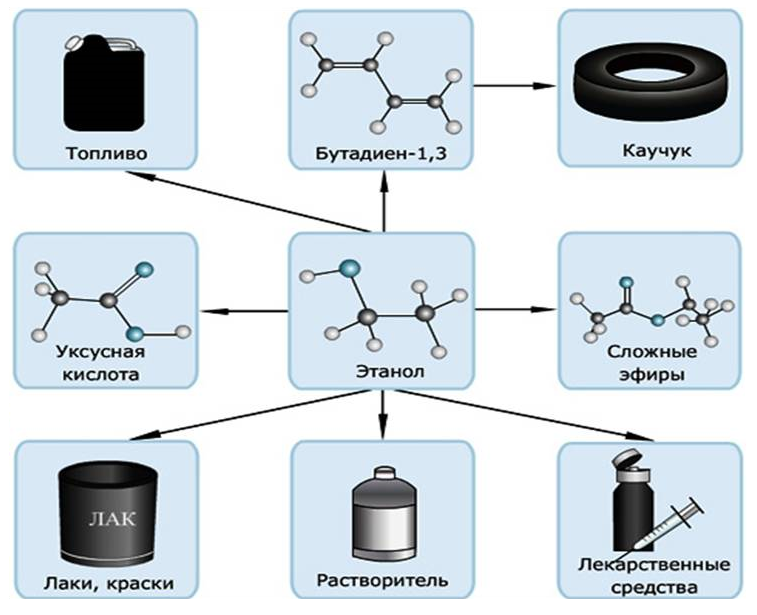 Топливо
Бутадиен-1,3
Каучук
Уксусная
кислота
Этанол
Сложные
эфиры
ЛАК
Лаки, краски
Растворитель
Лекарственные
средства